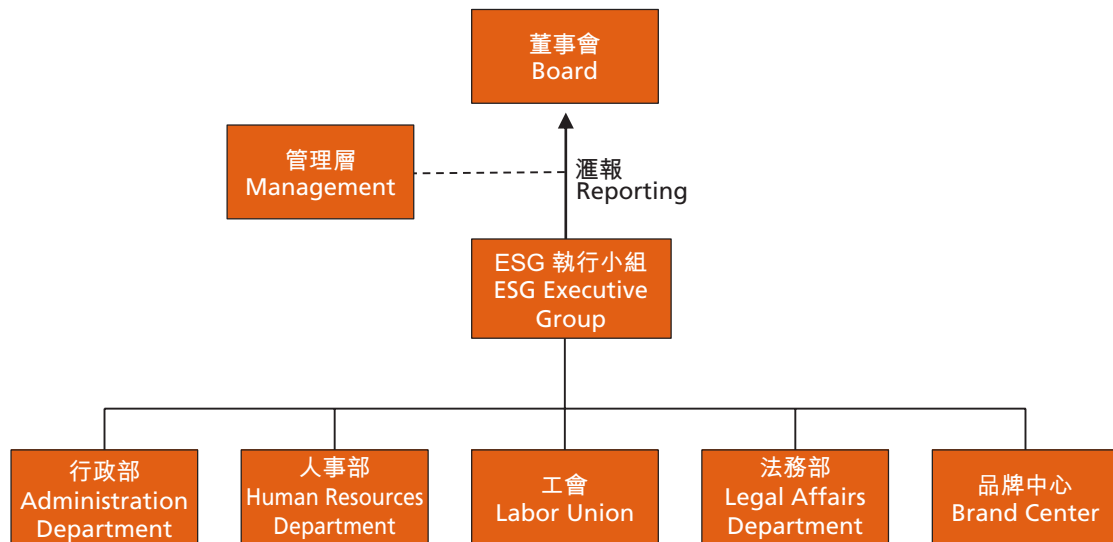 董事會
Board
管理層
Management
滙報
Reporting
ESG 執行小組
ESG Executive
Group
行政部
Administration
Department
人事部
Human Resources
Department
工會
Labor Union
法務部
Legal Affairs
Department
品牌中心
Brand Center